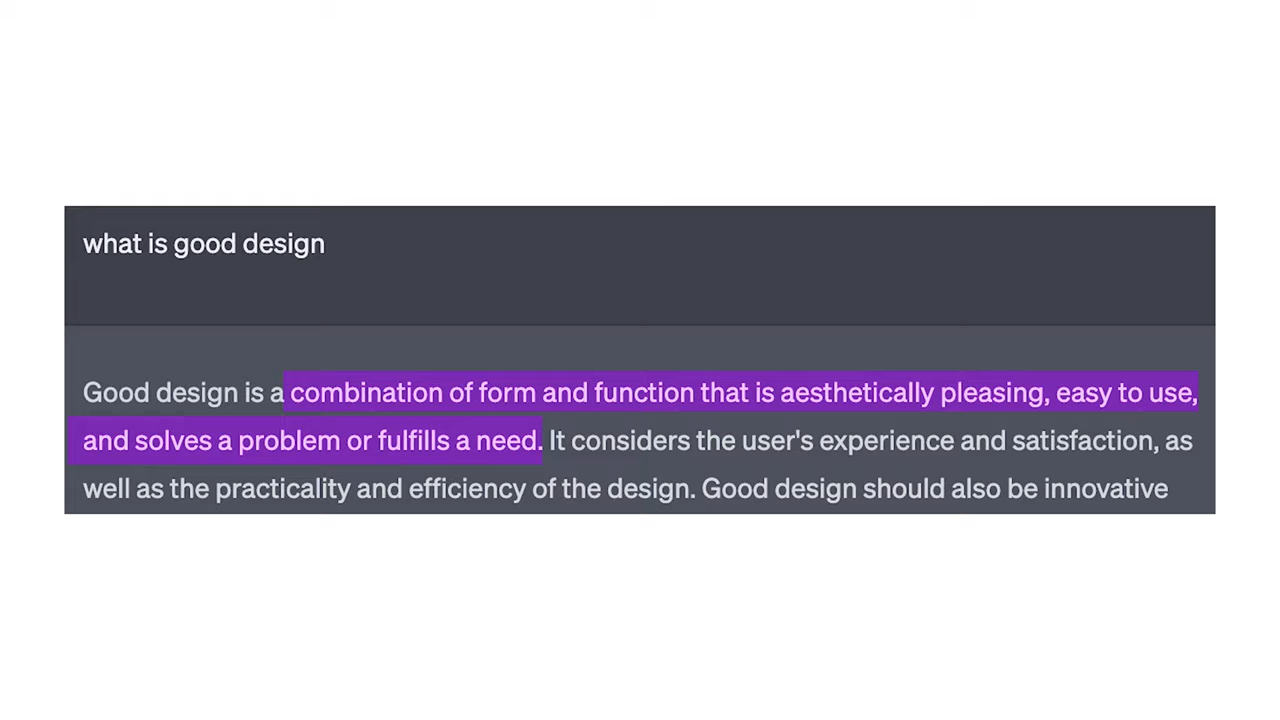 what is good design
Good design is a combination of form and function that is aesthetically pleasing, easy to use,
and solves a problem or fulfills a need. It considers the user's experience and satisfaction, as
well as the practicality and efficiency of the design. Good design should also be innovative